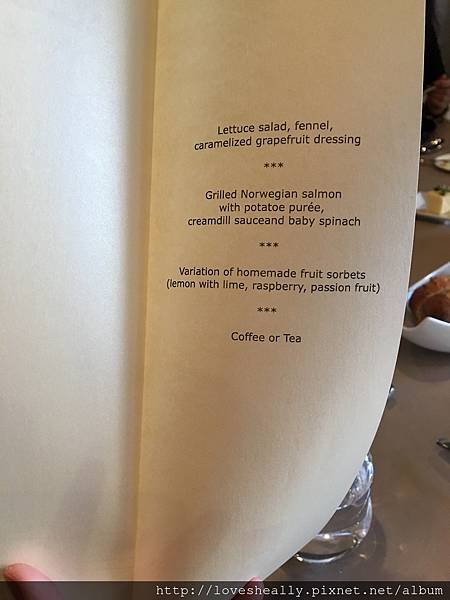 Lettuce salad, fennel,
caramelized grapefruit dressing
***
Grilled Norwegian salmon
with potatoe purée,
creamdill sauceand baby spinach
***
Variation of homemade fruit sorbets
(lemon with lime, raspberry, passion fruit)
***
Coffee or Tea
http://lovesheally.pixnet.net/album